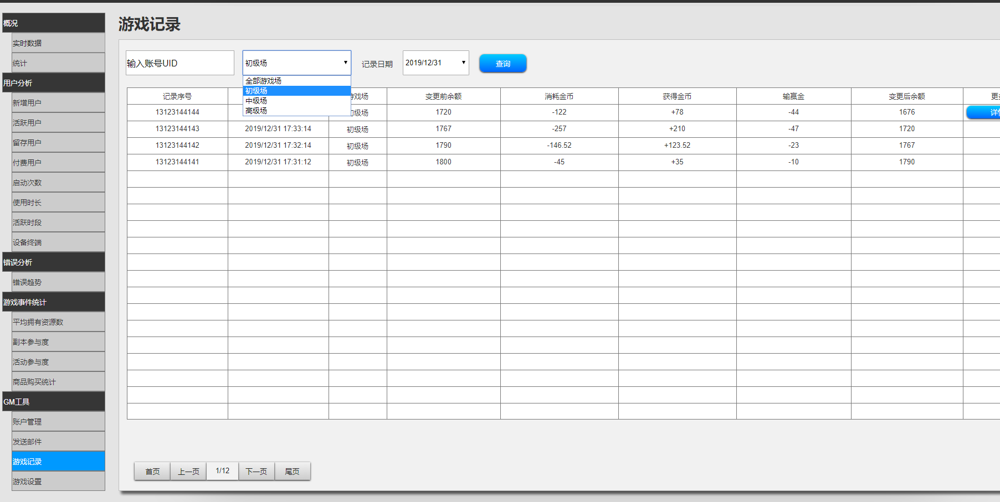 概况
实时数据
统计
用户分析
新增用户
活跃用户
留存用户
付费用户
启动次数
使用时长
活跃时段
设备终端
错误分析
错误趋势
游戏事件统计
平均拥有资源数
副本参与度
活动参与度
商品购买统计
GM工具
账户管理
发送邮件
游戏记录
游戏设置
游戏记录
输入账号UID 初级场 记录日期 2019/12/31 查询
全部游戏场
初级场
中级场
高级场
记录序号 戏场 变更前余额 消耗金币 获得金币 输赢金 变更后余额 更
13123144144 级场 1720 -122 +78 -44 1676 详
13123144143 2019/12/31 17:33:14 初级场 1767 -257 +210 -47 1720
13123144142 2019/12/31 17:32:14 初级场 1790 -146.52 +123.52 -23 1767
13123144141 2019/12/31 17:31:12 初级场 1800 -45 +35 -10 1790
首页 上一页 1/12 下一页 尾页